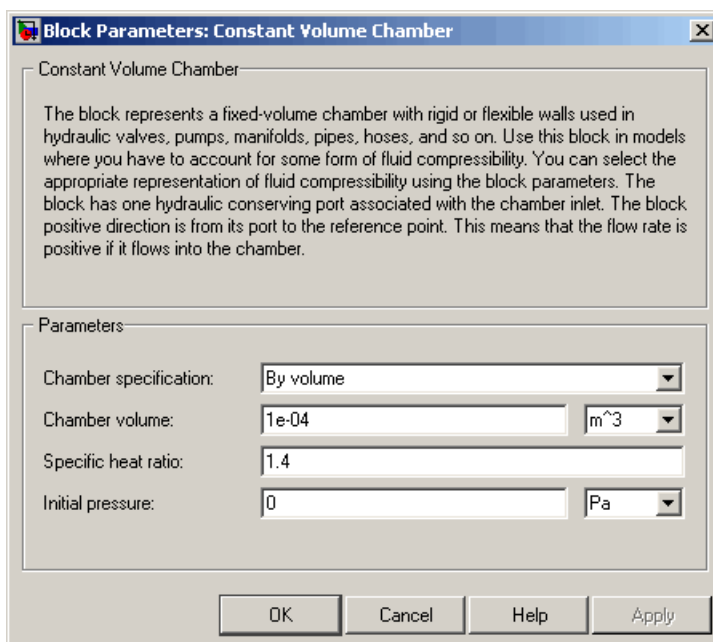 Block Parameters: Constant Volume Chamber
Constant Volume Chamber
The block represents a fixed-volume chamber with rigid or flexible walls used in
hydraulic valves, pumps, manifolds, pipes, hoses, and so on. Use this block in models
where you have to account for some form of fluid compressibility. You can select the
appropriate representation of fluid compressibility using the block parameters. The
block has one hydraulic conserving port associated with the chamber inlet. The block
positive direction is from its port to the reference point. This means that the flow rate is
positive if it flows into the chamber.
Parameters
Chamber specification: By volume
Chamber volume: 1e-04 m^3
Specific heat ratio: 1.4
Initial pressure: 0 Pa
OK Cancel Help Apply